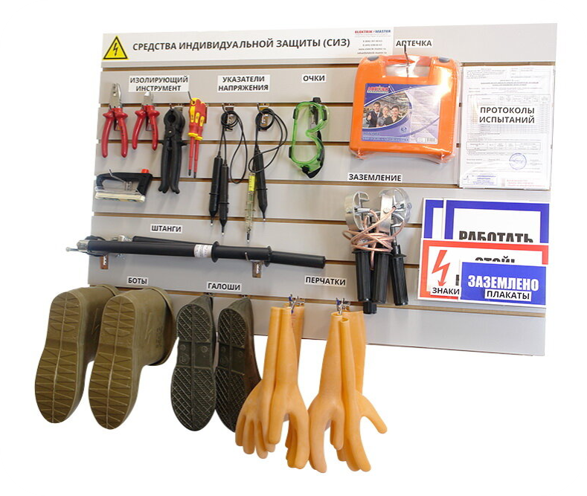 СРЕДСТВА ИНДИВИДУАЛЬНОЙ ЗАЩИТЫ (СИЗ)
АПТЕЧКА
ИЗОЛИРУЮЩИЙ
ИНСТРУМЕНТ
УКАЗАТЕЛИ
НАПРЯЖЕНИЯ
ОЧКИ
ПРОТОКОЛЫ
ИСПЫТАНИЙ
ЗАЗЕМЛЕНИЕ
ШТАНГИ
РАБОТАТЬ
СТОЙ!
ЗАЗЕМЛЕНО
ЗНАКИ
ПЛАКАТЫ
БОТЫ
ГАЛОШИ
ПЕРЧАТКИ